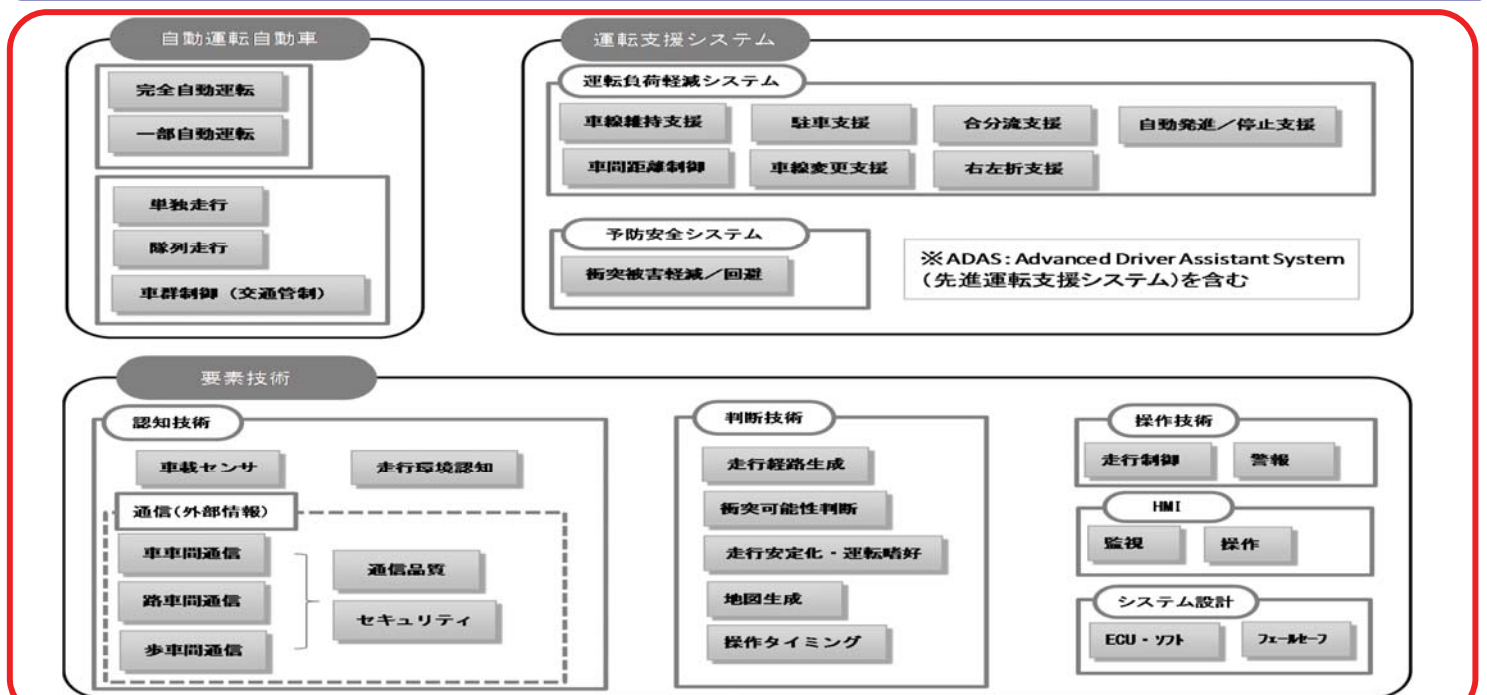 自動運転自動車
完全自動運転
一部自動運転
単独走行
隊列走行
車群制御（交通管制）
運転支援システム
運転負荷軽減システム
車線維持支援
駐車支援
合分流支援
自動発進／停止支援
車間距離制御
車線変更支援
右左折支援
予防安全システム
衝突被害軽減／回避
※ADAS：Advanced Driver Assistant System
（先進運転支援システム）を含む
要素技術
認知技術
車載センサ
走行環境認知
通信（外部情報）
車車間通信
路車間通信
歩車間通信
通信品質
セキュリティ
判断技術
走行経路生成
衝突可能性判断
走行安定化・運転嗜好
地図生成
操作タイミング
操作技術
走行制御
警報
HMI
監視
操作
システム設計
ECU・ソフト
フェールセーフ